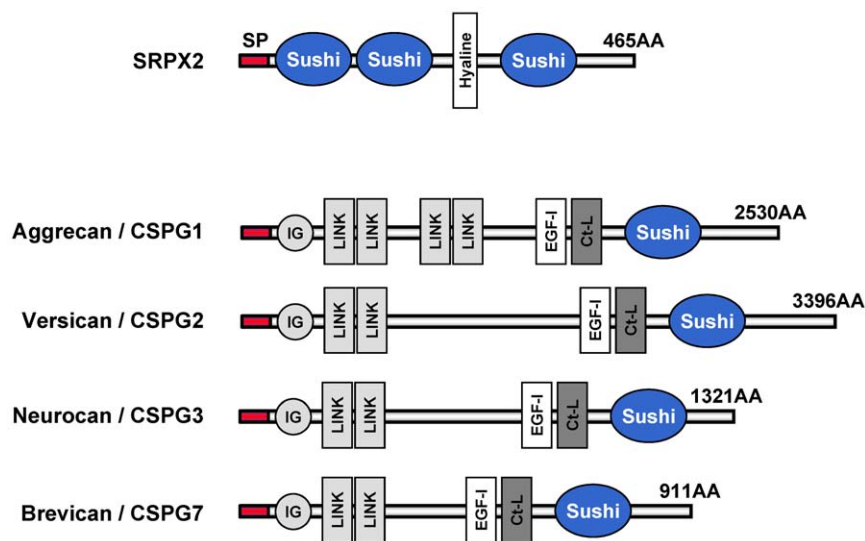 SP
465AA
SRPX2
Sushi Sushi Hyaline Sushi
2530AA
Aggrecan / CSPG1
IG LINK LINK LINK LINK EGF-I Ct-L Sushi
3396AA
Versican / CSPG2
IG LINK LINK EGF-I Ct-L Sushi
1321AA
Neurocan / CSPG3
IG LINK LINK EGF-I Ct-L Sushi
911AA
Brevican / CSPG7
IG LINK LINK EGF-I Ct-L Sushi